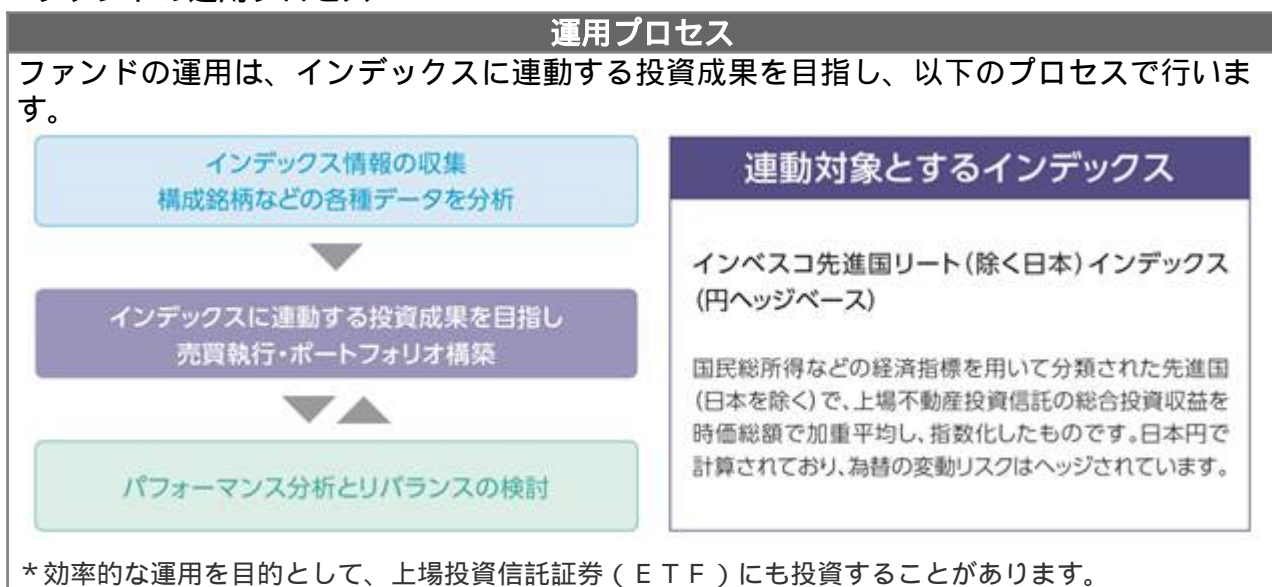 運用プロセス
ファンドの運用は、インデックスに連動する投資成果を目指し、以下のプロセスで行いま
す。
インデックス情報の収集
構成銘柄などの各種データを分析
インデックスに連動する投資成果を目指し
売買執行・ポートフォリオ構築
パフォーマンス分析とリバランスの検討
連動対象とするインデックス
インベスコ先進国リート(除く日本)インデックス
(円ヘッジベース)
国民総所得などの経済指標を用いて分類された先進国
(日本を除く)で、上場不動産投資信託の総合投資収益を
時価総額で加重平均し、指数化したものです。日本円で
計算されており、為替の変動リスクはヘッジされています。
*効率的な運用を目的として、上場投資信託証券(ETF)にも投資することがあります。